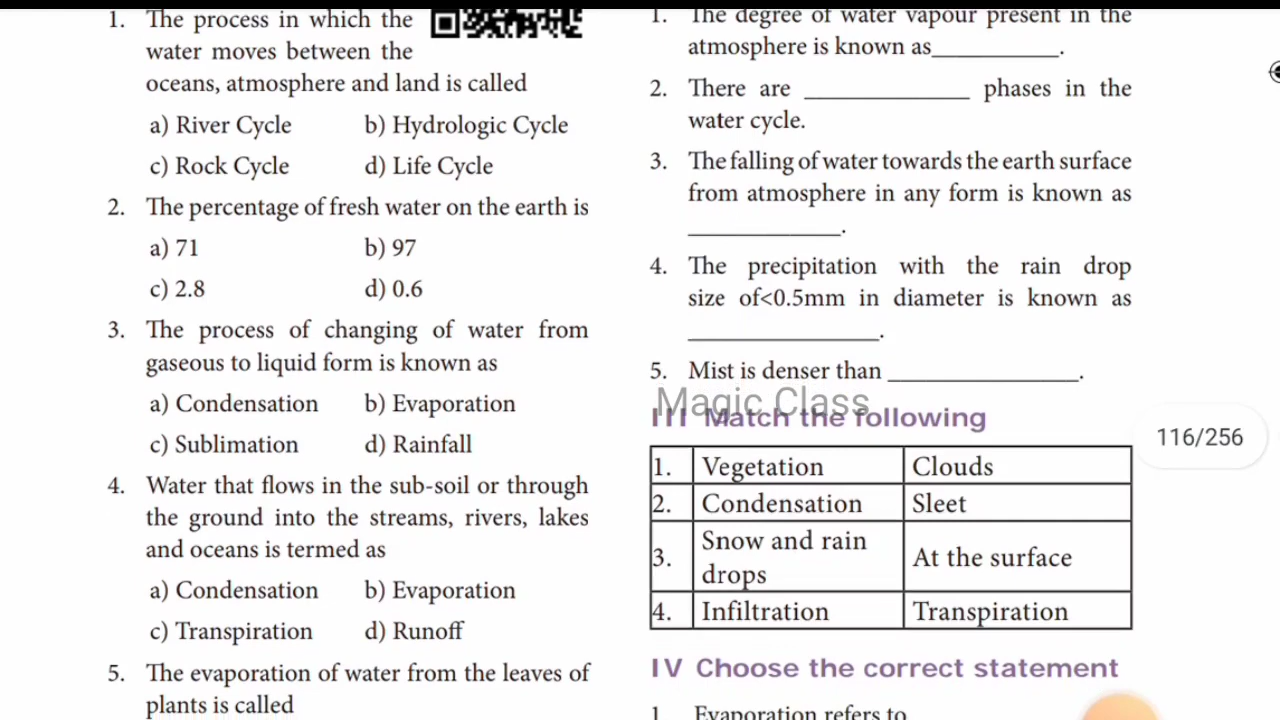 1. The process in which the
water moves between the
oceans, atmosphere and land is called
a) River Cycle b) Hydrologic Cycle
c) Rock Cycle d) Life Cycle
2. The percentage of fresh water on the earth is
a) 71 b) 97
c) 2.8 d) 0.6
3. The process of changing of water from
gaseous to liquid form is known as
a) Condensation b) Evaporation
c) Sublimation d) Rainfall
4. Water that flows in the sub-soil or through
the ground into the streams, rivers, lakes
and oceans is termed as
a) Condensation b) Evaporation
c) Transpiration d) Runoff
5. The evaporation of water from the leaves of
plants is called
1. The degree of water vapour present in the
atmosphere is known as__________.
2. There are _____________ phases in the
water cycle.
3. The falling of water towards the earth surface
from atmosphere in any form is known as
____________.
4. The precipitation with the rain drop
size of<0.5mm in diameter is known as
_______________.
5. Mist is denser than _______________.
Magic Class
III Match the following
1. Vegetation Clouds
2. Condensation Sleet
3. Snow and rain drops At the surface
4. Infiltration Transpiration
IV Choose the correct statement
1 Evaporation refers to
116/256